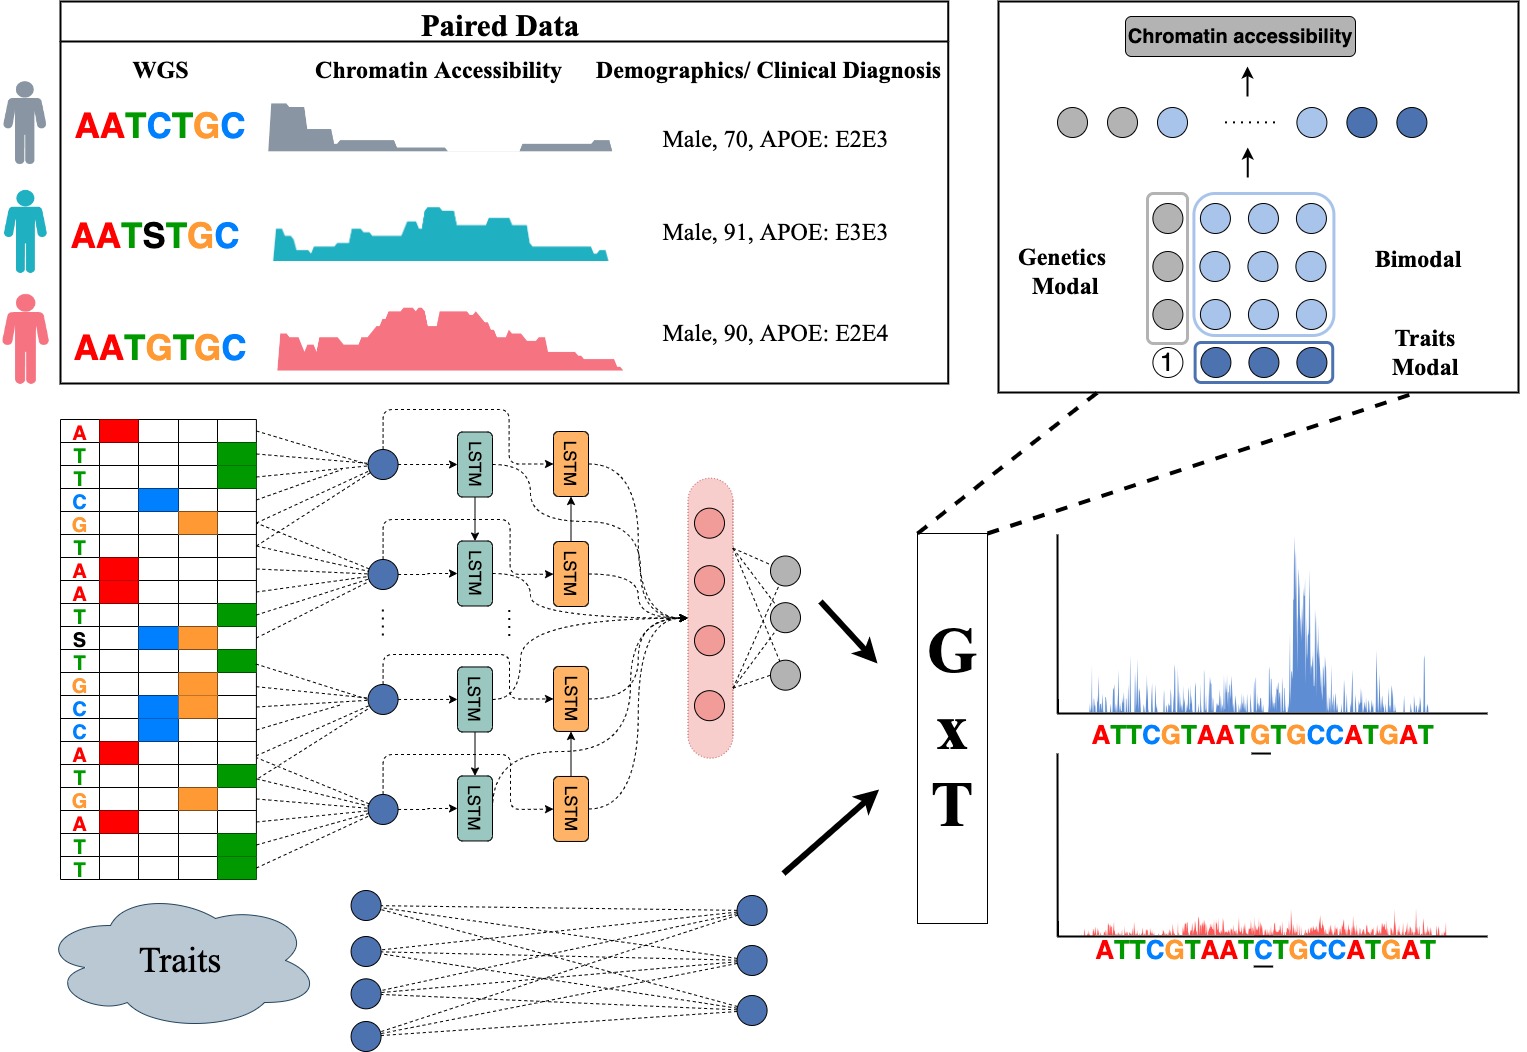 Paired Data
WGS
Chromatin Accessibility
Demographics/ Clinical Diagnosis
AATCTGC
Male, 70, APOE: E2E3
AATSTGC
Male, 91, APOE: E3E3
AATGTGC
Male, 90, APOE: E2E4
Chromatin accessibility
Genetics
Modal
Bimodal
Traits
Modal
1
A
T
T
C
G
T
A
A
T
S
T
G
C
C
A
T
G
A
T
T
LSTM
LSTM
LSTM
LSTM
LSTM
LSTM
LSTM
LSTM
G
x
T
ATTCGTAATGTGCCATGAT
ATTCGTAATCTGCCATGAT
Traits